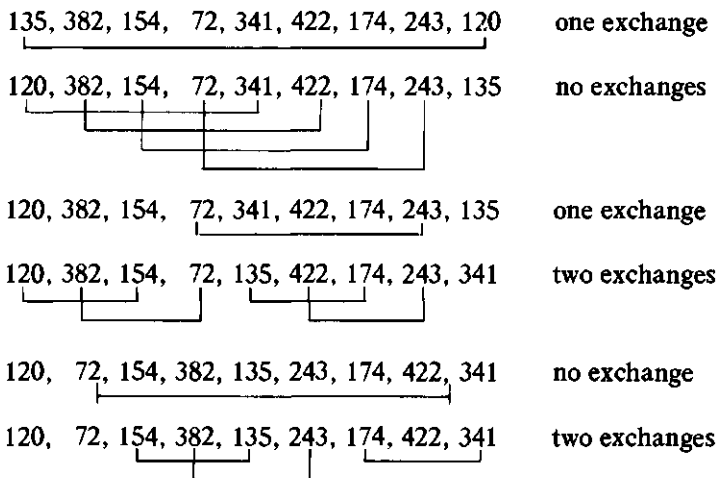 135, 382, 154, 72, 341, 422, 174, 243, 120 one exchange
120, 382, 154, 72, 341, 422, 174, 243, 135 no exchanges
120, 382, 154, 72, 341, 422, 174, 243, 135 one exchange
120, 382, 154, 72, 135, 422, 174, 243, 341 two exchanges
120, 72, 154, 382, 135, 243, 174, 422, 341 no exchange
120, 72, 154, 382, 135, 243, 174, 422, 341 two exchanges